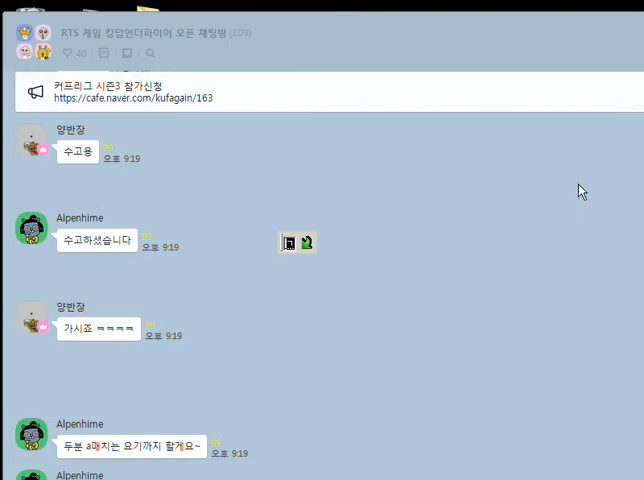 RTS 게임 킹덤언더파이어 오픈 채팅방 (109)
40
커프리그 시즌3 참가신청
https://cafe.naver.com/kufagain/163
양반장
수고용
99
오후 9:19
Alpenhime
수고하셨습니다
99
오후 9:19
양반장
가시죠 ㅋㅋㅋㅋ
99
오후 9:19
Alpenhime
두분 a매치는 요기까지 할게요~
오후 9:19
Alpenhime